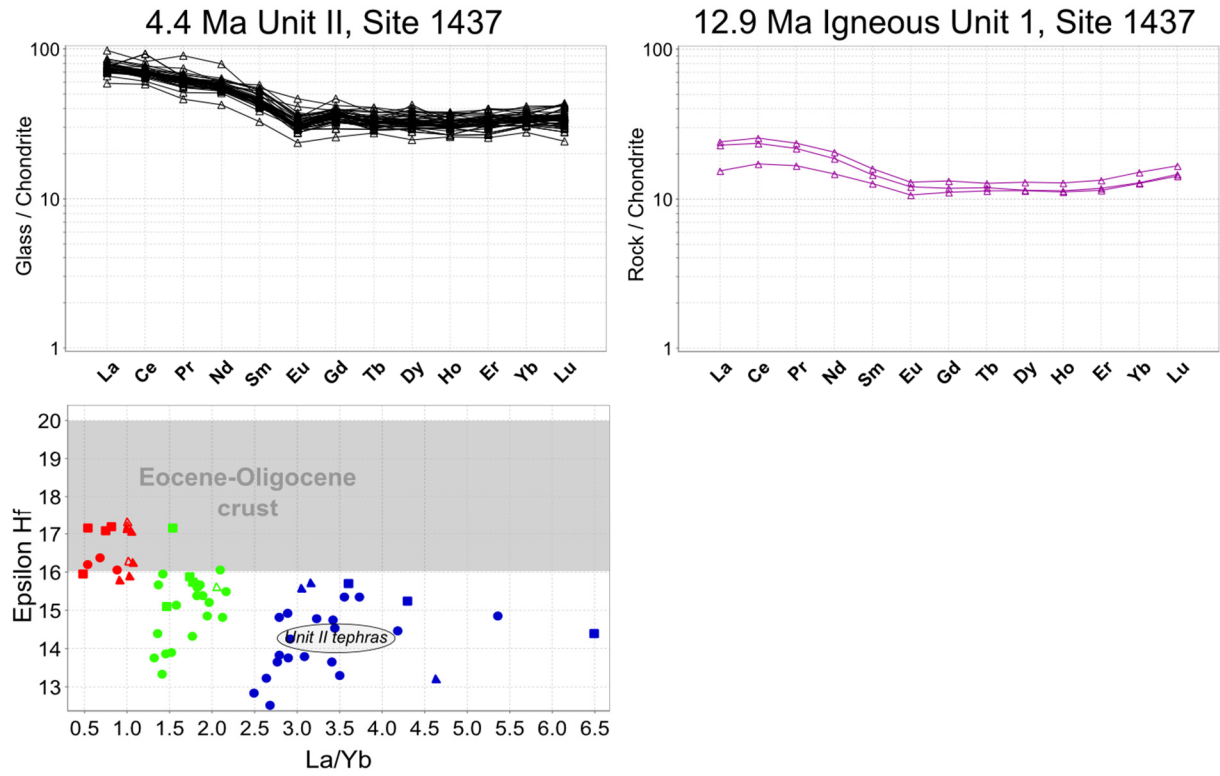 4.4 Ma Unit II, Site 1437
100
10
1
Glass / Chondrite
La Ce Pr Nd Sm Eu Gd Tb Dy Ho Er Yb Lu
12.9 Ma Igneous Unit 1, Site 1437
100
10
1
Rock / Chondrite
La Ce Pr Nd Sm Eu Gd Tb Dy Ho Er Yb Lu
20
19
18
17
16
15
14
13
Epsilon Hf
Eocene-Oligocene
crust
Unit II tephras
0.5 1.0 1.5 2.0 2.5 3.0 3.5 4.0 4.5 5.0 5.5 6.0 6.5
La/Yb